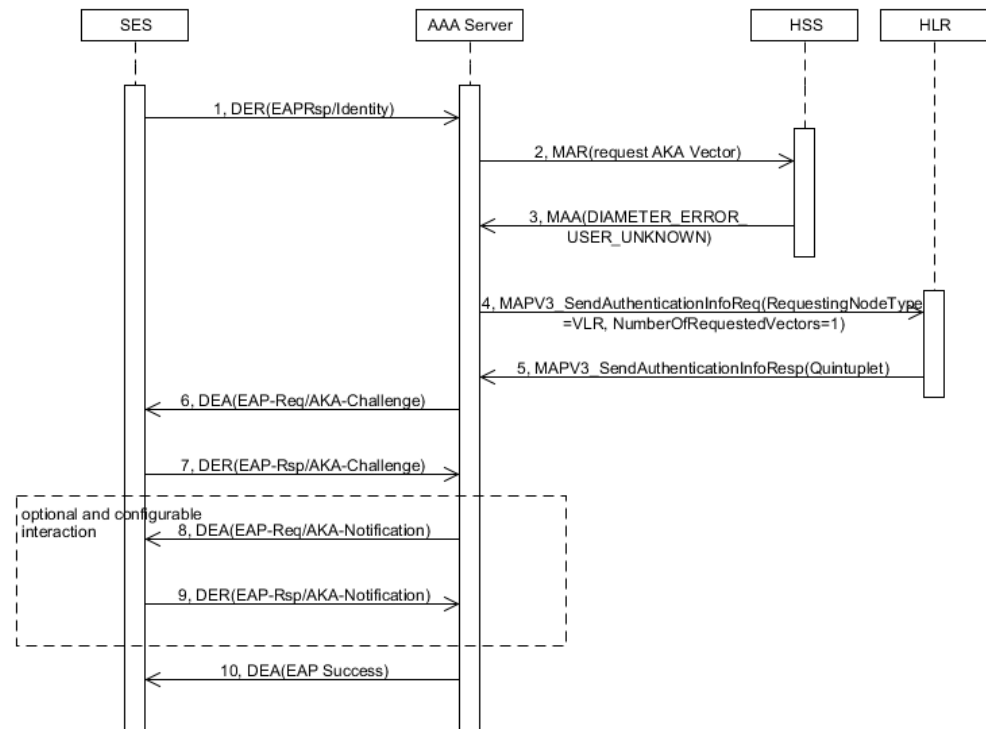 SES
AAA Server
HSS
HLR
1, DER(EAPRsp/Identity)
2, MAR(request AKA Vector)
3, MAA(DIAMETER_ERROR_
USER_UNKNOWN)
4, MAPV3_SendAuthenticationInfoReq(RequestingNodeType
=VLR, NumberOfRequestedVectors=1)
5, MAPV3_SendAuthenticationInfoResp(Quintuplet)
6, DEA(EAP-Req/AKA-Challenge)
7, DER(EAP-Rsp/AKA-Challenge)
optional and configurable
interaction
8, DEA(EAP-Req/AKA-Notification)
9, DER(EAP-Rsp/AKA-Notification)
10, DEA(EAP Success)